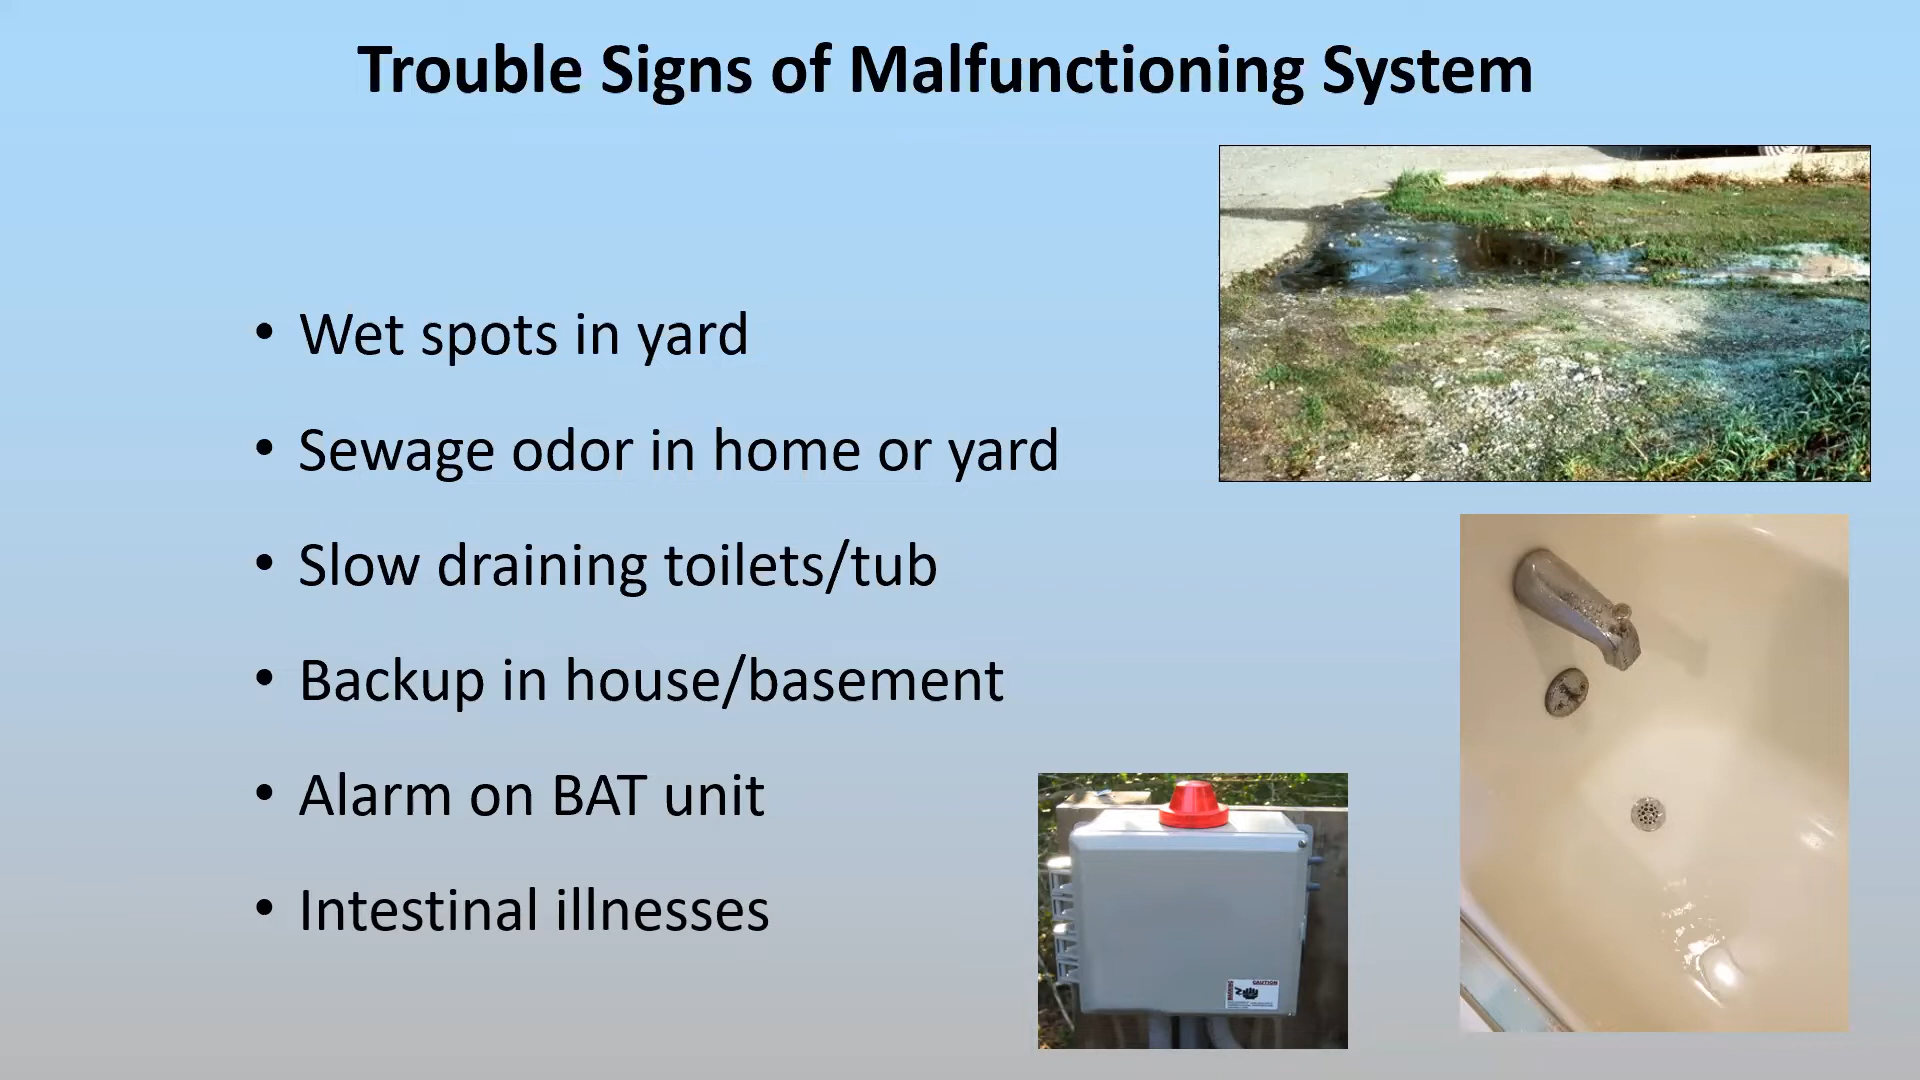 Trouble Signs of Malfunctioning System
• Wet spots in yard
• Sewage odor in home or yard
• Slow draining toilets/tub
• Backup in house/basement
• Alarm on BAT unit
• Intestinal illnesses
CAUTION